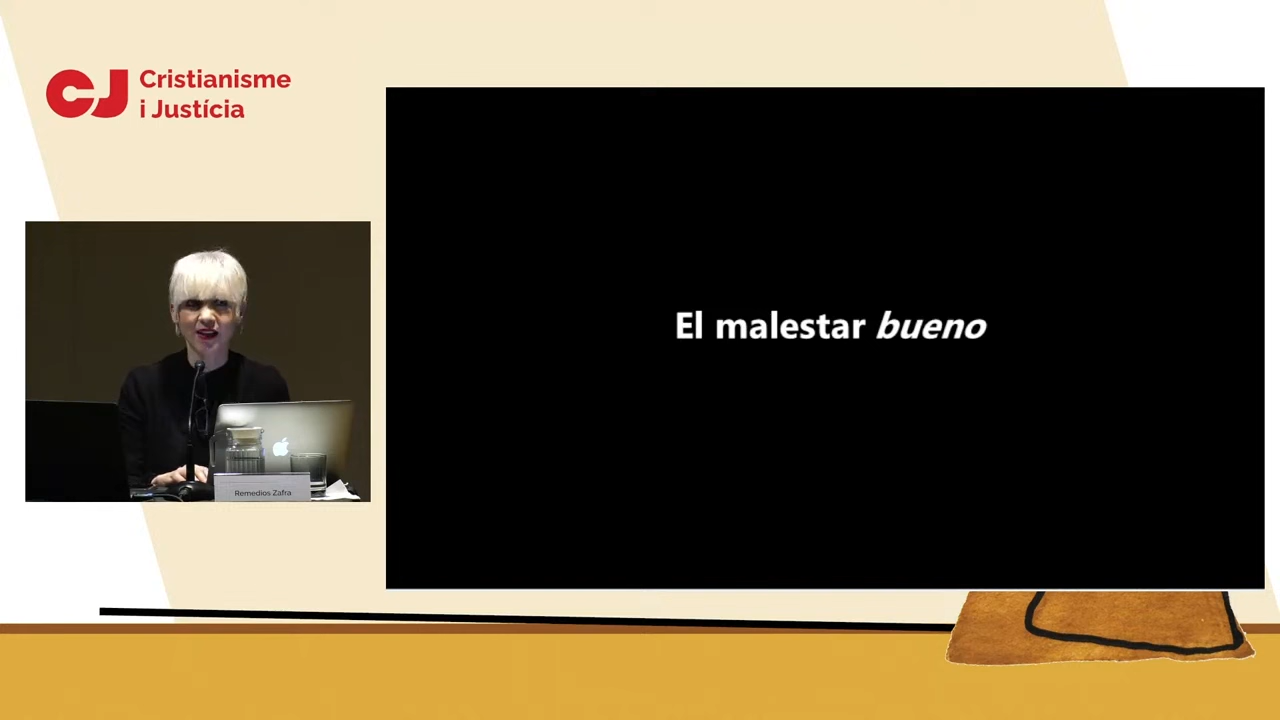 CJ Cristianisme
i Justícia
El malestar bueno
Remedios Zafra